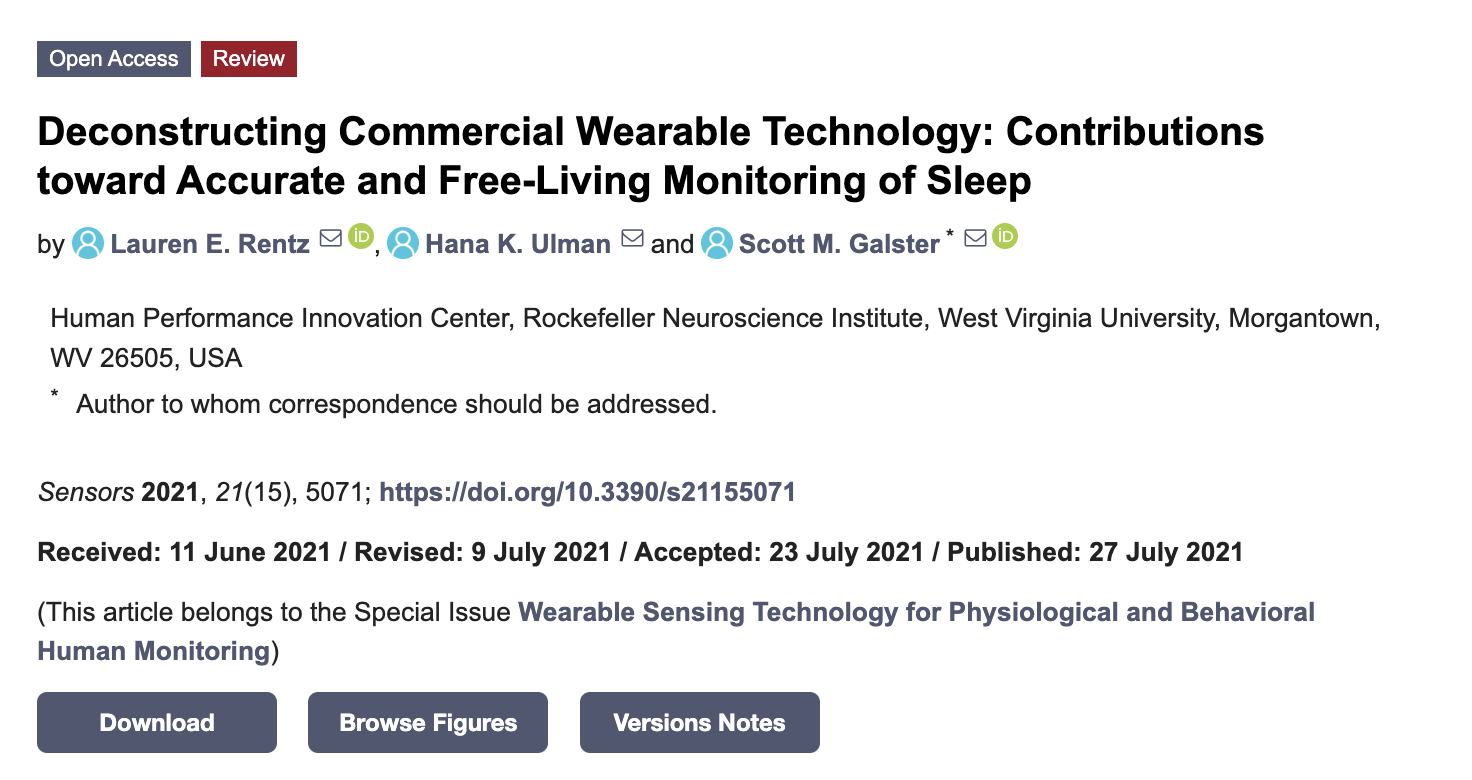 Open Access Review
Deconstructing Commercial Wearable Technology: Contributions
toward Accurate and Free-Living Monitoring of Sleep
by Lauren E. Rentz iD, Hana K. Ulman and Scott M. Galster * iD
Human Performance Innovation Center, Rockefeller Neuroscience Institute, West Virginia University, Morgantown,
WV 26505, USA
* Author to whom correspondence should be addressed.
Sensors 2021, 21(15), 5071; https://doi.org/10.3390/s21155071
Received: 11 June 2021 / Revised: 9 July 2021 / Accepted: 23 July 2021 / Published: 27 July 2021
(This article belongs to the Special Issue Wearable Sensing Technology for Physiological and Behavioral
Human Monitoring)
Download Browse Figures Versions Notes